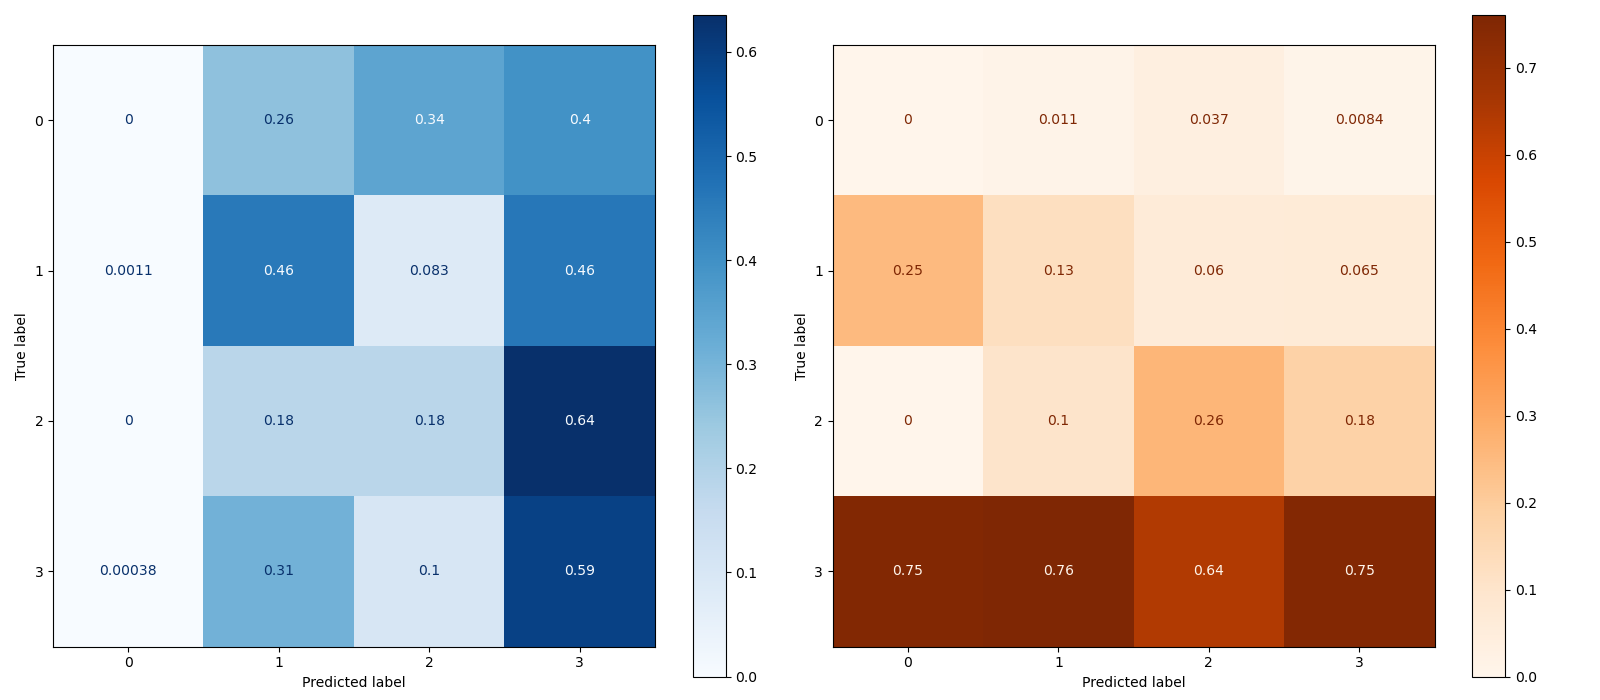 0 0.26 0.34 0.4
1 0.0011 0.46 0.083 0.46
2 0 0.18 0.18 0.64
3 0.00038 0.31 0.1 0.59
0
0 1 2 3
True label
Predicted label
0.6
0.5
0.4
0.3
0.2
0.1
0.0
0 0 0.011 0.037 0.0084
1 0.25 0.13 0.06 0.065
2 0 0.1 0.26 0.18
3 0.75 0.76 0.64 0.75
0 1 2 3
True label
Predicted label
0.7
0.6
0.5
0.4
0.3
0.2
0.1
0.0